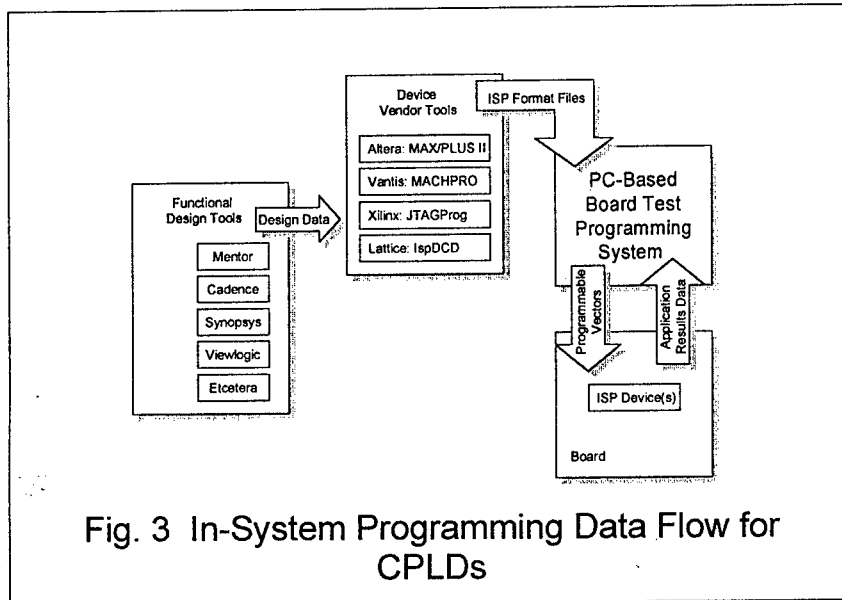 Functional
Design Tools
Mentor
Cadence
Synopsys
Viewlogic
Etcetera
Design Data
Device
Vendor Tools
Altera: MAX/PLUS II
Vantis: MACHPRO
Xilinx: JTAGProg
Lattice: IspDCD
ISP Format Files
PC-Based
Board Test
Programming
System
Programmable
Vectors
Application
Results Data
ISP Device(s)
Board
Fig. 3 In-System Programming Data Flow for
CPLDs